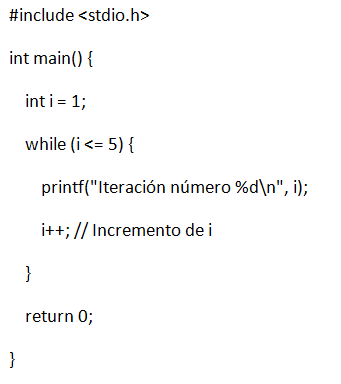 #include <stdio.h>
int main() {
int i = 1;
while (i <= 5) {
printf("Iteración número %d\n", i);
i++; // Incremento de i
}
return 0;
}